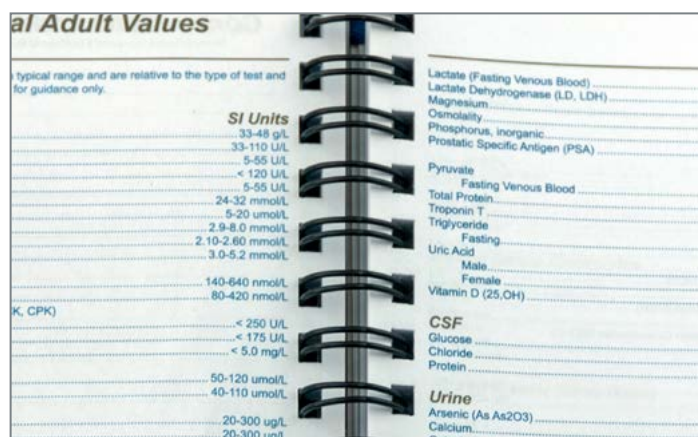 al Adult Values
typical range and are relative to the type of test and
for guidance only.
SI Units
33-48 g/L
33-110 U/L
5-55 U/L
< 120 U/L
5-55 U/L
24-32 mmol/L
5-20 umol/L
2.9-8.0 mmol/L
2.10-2.60 mmol/L
3.0-5.2 mmol/L
140-640 nmol/L
80-420 nmol/L
K, CPK)
< 250 U/L
< 175 U/L
< 5.0 mg/L
50-120 umol/L
40-110 umol/L
20-300 ug/L
20-300 ug/L
Lactate (Fasting Venous Blood)
Lactate Dehydrogenase (LD, LDH)
Magnesium
Osmolality
Phosphorus, inorganic
Prostatic Specific Antigen (PSA)
Pyruvate
Fasting Venous Blood
Total Protein
Troponin T
Triglyceride
Fasting
Uric Acid
Male
Female
Vitamin D (25,OH)
CSF
Glucose
Chloride
Protein
Urine
Arsenic (As As2O3)
Calcium